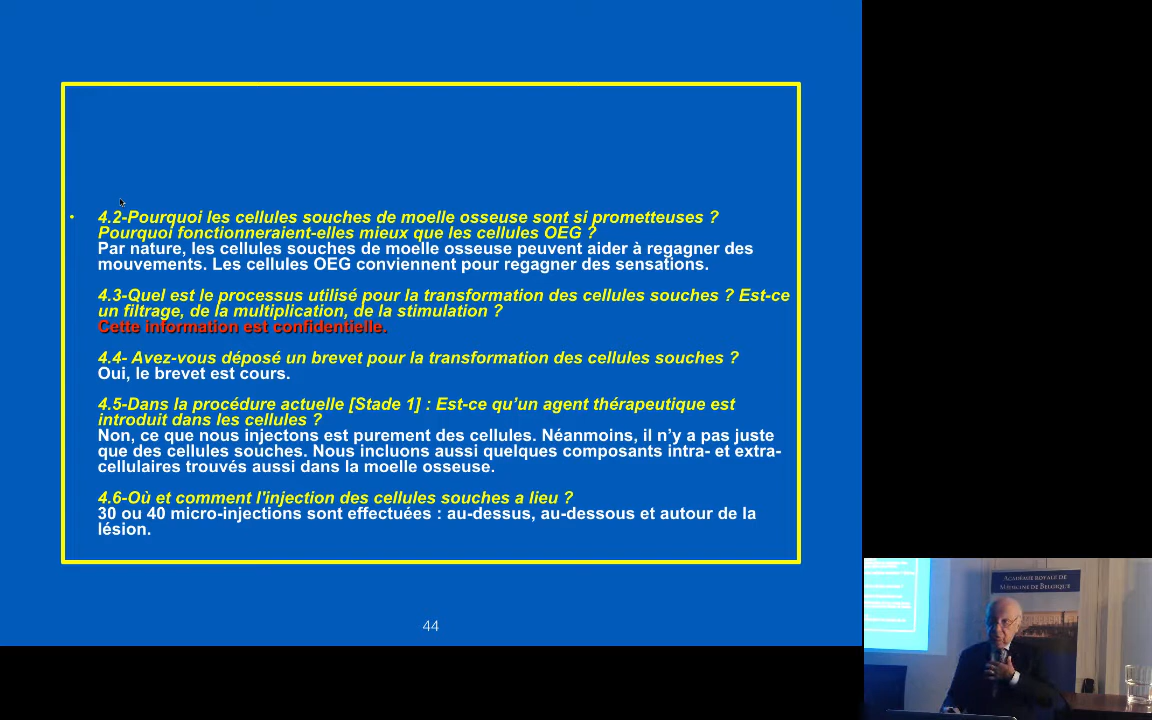 • 4.2-Pourquoi les cellules souches de moelle osseuse sont si prometteuses ?
Pourquoi fonctionneraient-elles mieux que les cellules OEG ?
Par nature, les cellules souches de moelle osseuse peuvent aider à regagner des
mouvements. Les cellules OEG conviennent pour regagner des sensations.
4.3-Quel est le processus utilisé pour la transformation des cellules souches ? Est-ce
un filtrage, de la multiplication, de la stimulation ?
Cette information est confidentielle.
4.4- Avez-vous déposé un brevet pour la transformation des cellules souches ?
Oui, le brevet est cours.
4.5-Dans la procédure actuelle [Stade 1] : Est-ce qu’un agent thérapeutique est
introduit dans les cellules ?
Non, ce que nous injectons est purement des cellules. Néanmoins, il n’y a pas juste
que des cellules souches. Nous incluons aussi quelques composants intra- et extra-
cellulaires trouvés aussi dans la moelle osseuse.
4.6-Où et comment l'injection des cellules souches a lieu ?
30 ou 40 micro-injections sont effectuées : au-dessus, au-dessous et autour de la
lésion.
44
Académie royale de
Médecine de Belgique